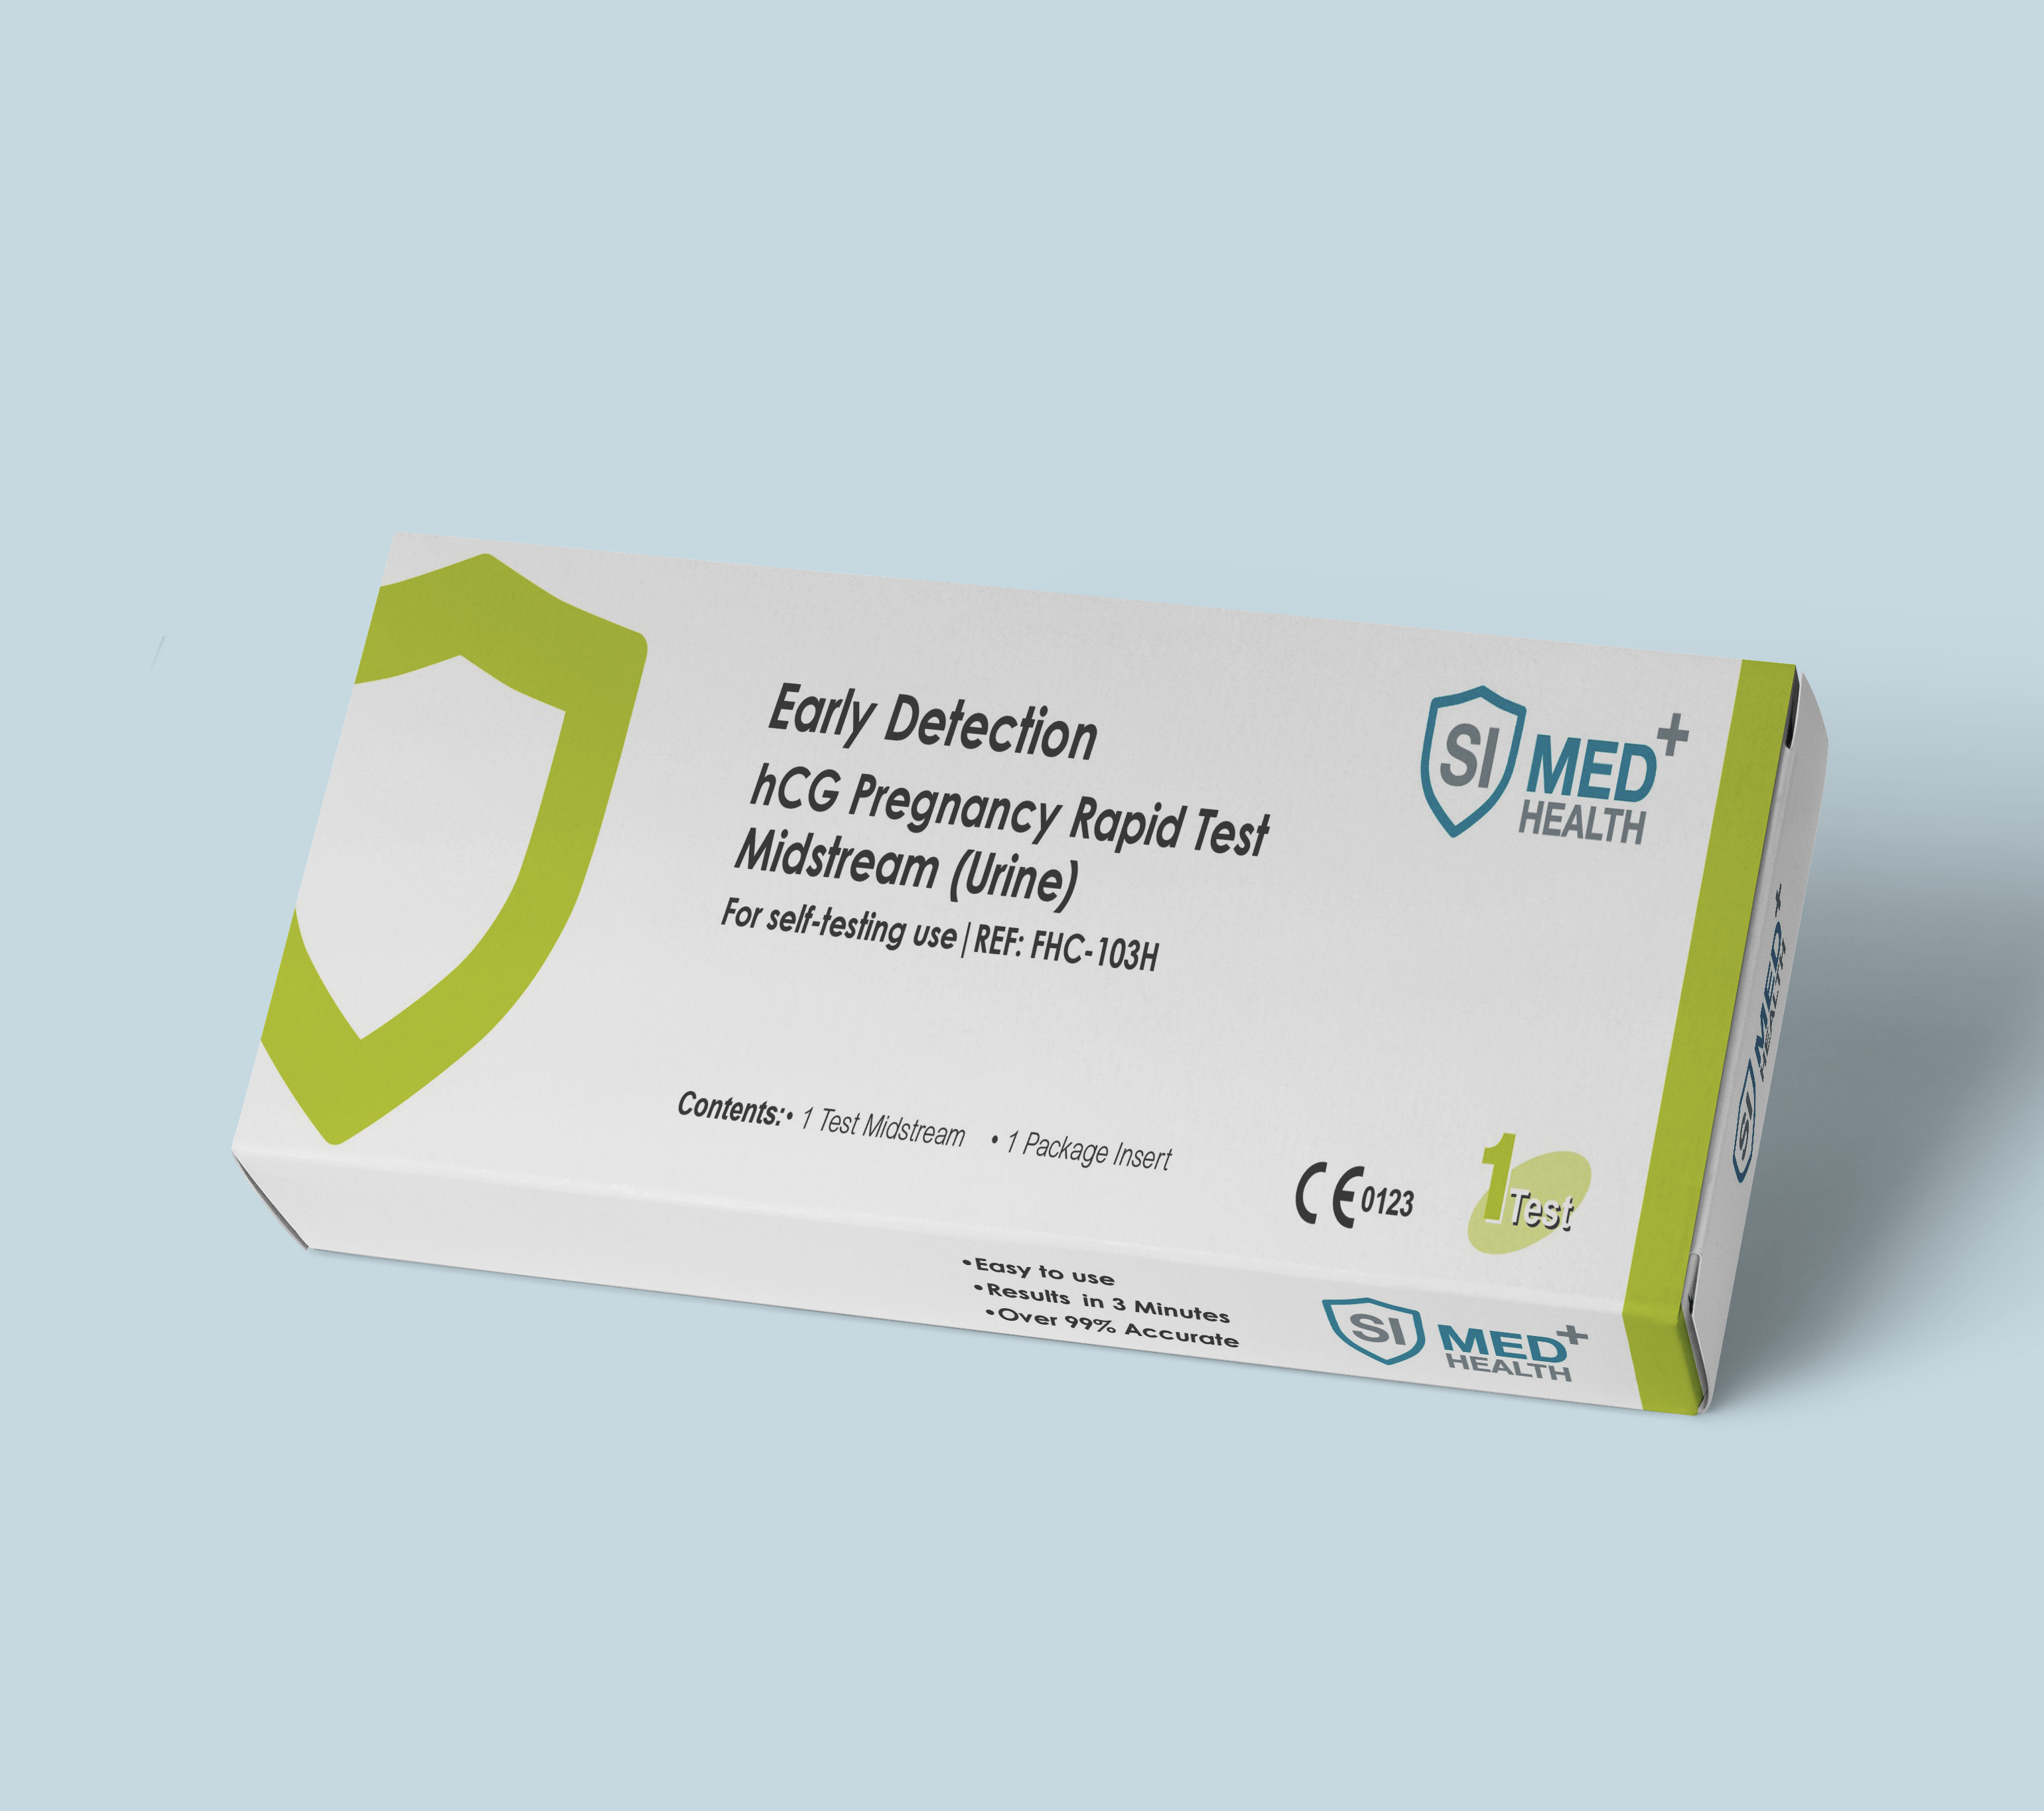 Early Detection
hCG Pregnancy Rapid Test
Midstream (Urine)
For self-testing use | REF: FHC-103H
SI MED+
HEALTH
Contents: • 1 Test Midstream • 1 Package Insert
CE 0123
1 Test
• Easy to use
• Results in 3 Minutes
• Over 99% Accurate
SI MED+
HEALTH
SI MED+
HEALTH